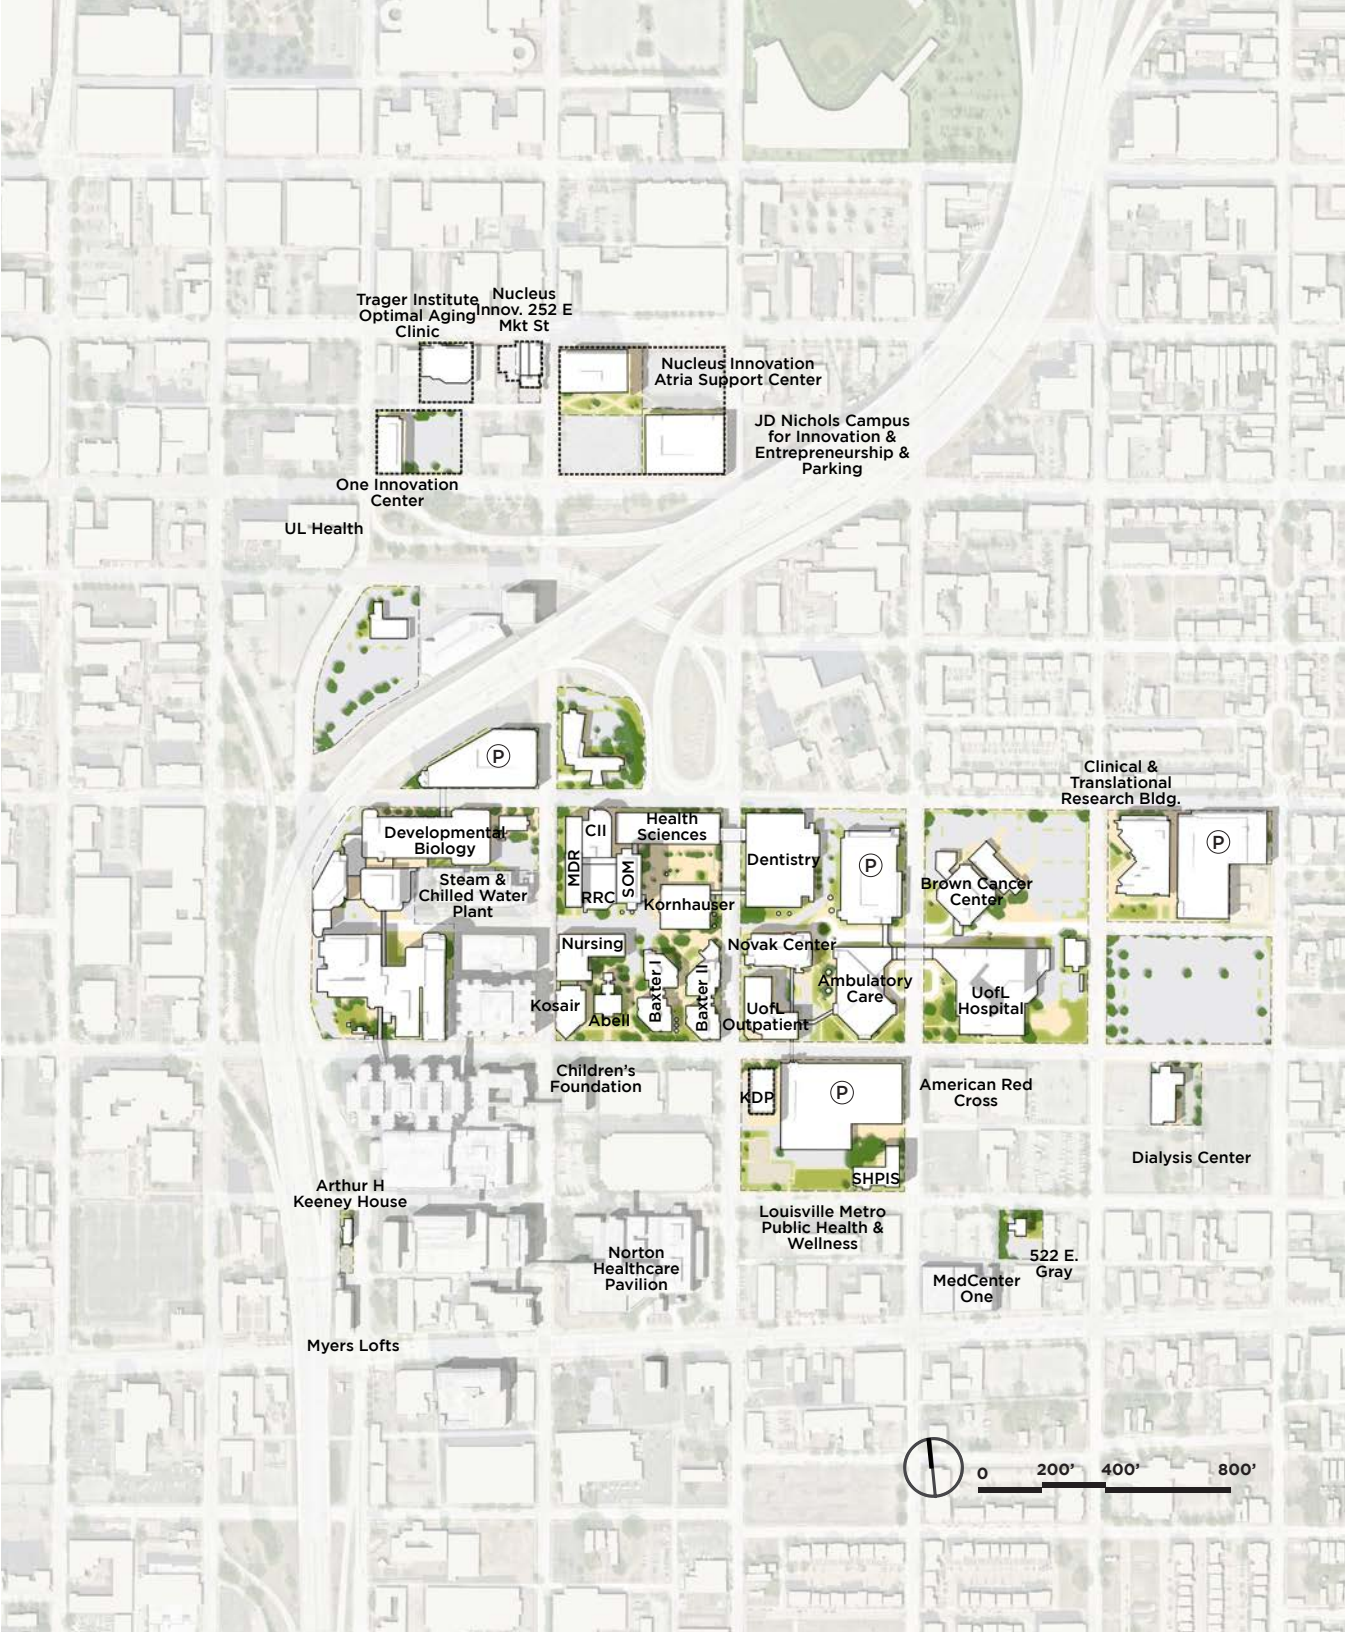 Trager Institute
Optimal Aging
Clinic
Nucleus
Innov. 252 E
Mkt St
Nucleus Innovation
Atria Support Center
JD Nichols Campus
for Innovation &
Entrepreneurship &
Parking
One Innovation
Center
UL Health
P
Clinical &
Translational
Research Bldg.
Developmental
Biology
MDR
CII
Health
Sciences
Dentistry
P
P
Steam &
Chilled Water
Plant
RRC
SOM
Kornhauser
Brown Cancer
Center
Nursing
Novak Center
Kosair
Abell
Baxter I
Baxter II
UofL
Outpatient
Ambulatory
Care
UofL
Hospital
Children's
Foundation
KDP
P
American Red
Cross
Dialysis Center
SHPIS
Arthur H
Keeney House
Louisville Metro
Public Health &
Wellness
Norton
Healthcare
Pavilion
522 E.
Gray
MedCenter
One
Myers Lofts
0 200' 400' 800'